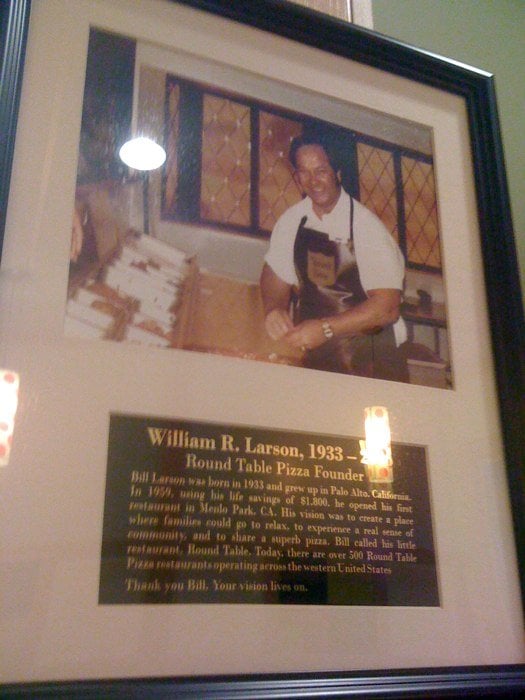 William R. Larson, 1933 –
Round Table Pizza Founder
Bill Larson was born in 1933 and grew up in Palo Alto, California.
In 1959, using his life savings of $1,800, he opened his first
restaurant in Menlo Park, CA. His vision was to create a place
where families could go to relax, to experience a real sense of
community, and to share a superb pizza. Bill called his little
restaurant, Round Table. Today, there are over 500 Round Table
Pizza restaurants operating across the western United States
Thank you Bill. Your vision lives on.